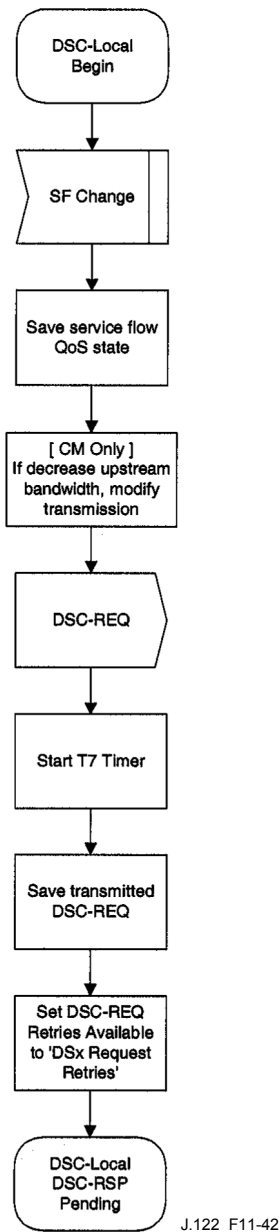 DSC-Local
Begin
SF Change
Save service flow
QoS state
[ CM Only ]
If decrease upstream
bandwidth, modify
transmission
DSC-REQ
Start T7 Timer
Save transmitted
DSC-REQ
Set DSC-REQ
Retries Available
to 'DSx Request
Retries'
DSC-Local
DSC-RSP
Pending
J.122_F11-42